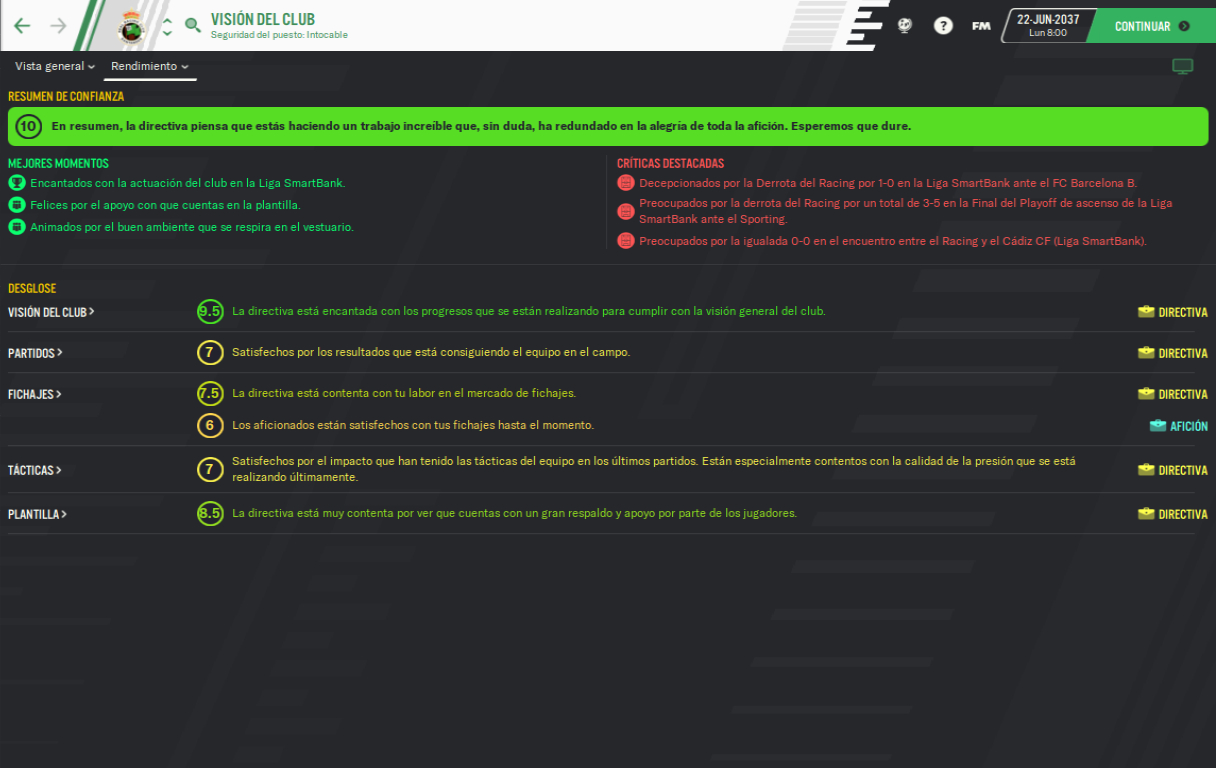 VISIÓN DEL CLUB
Seguridad del puesto: Intocable
?
FM
22-JUN-2037
Lun 8:00
CONTINUAR
Vista general
Rendimiento
RESUMEN DE CONFIANZA
10 En resumen, la directiva piensa que estás haciendo un trabajo increíble que, sin duda, ha redundado en la alegría de toda la afición. Esperemos que dure.
MEJORES MOMENTOS
Encantados con la actuación del club en la Liga SmartBank.
Felices por el apoyo con que cuentas en la plantilla.
Animados por el buen ambiente que se respira en el vestuario.
CRÍTICAS DESTACADAS
Decepcionados por la Derrota del Racing por 1-0 en la Liga SmartBank ante el FC Barcelona B.
Preocupados por la derrota del Racing por un total de 3-5 en la Final del Playoff de ascenso de la Liga
SmartBank ante el Sporting.
Preocupados por la igualada 0-0 en el encuentro entre el Racing y el Cádiz CF (Liga SmartBank).
DESGLOSE
VISIÓN DEL CLUB 9.5 La directiva está encantada con los progresos que se están realizando para cumplir con la visión general del club. DIRECTIVA
PARTIDOS 7 Satisfechos por los resultados que está consiguiendo el equipo en el campo. DIRECTIVA
FICHAJES 7.5 La directiva está contenta con tu labor en el mercado de fichajes. DIRECTIVA
6 Los aficionados están satisfechos con tus fichajes hasta el momento. AFICIÓN
TÁCTICAS 7 Satisfechos por el impacto que han tenido las tácticas del equipo en los últimos partidos. Están especialmente contentos con la calidad de la presión que se está
realizando últimamente. DIRECTIVA
PLANTILLA 8.5 La directiva está muy contenta por ver que cuentas con un gran respaldo y apoyo por parte de los jugadores. DIRECTIVA